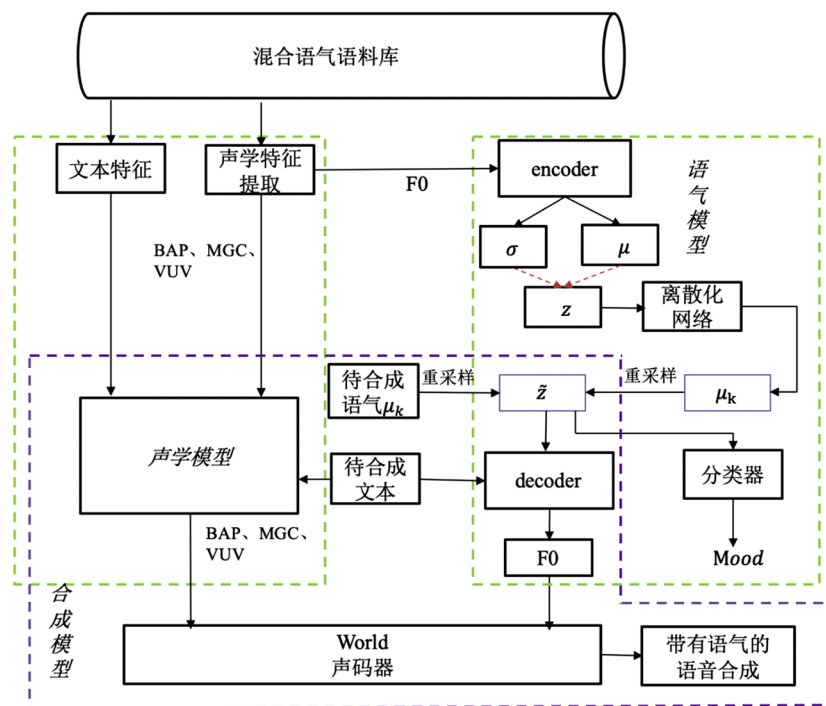 混合语气语料库
文本特征
声学特征
提取
F0
encoder
语
气
模
型
σ
μ
BAP、MGC、
VUV
z
离散化
网络
待合成
语气μₖ
重采样
z̃
重采样
μₖ
声学模型
待合成
文本
decoder
分类器
BAP、MGC、
VUV
F0
Mood
合
成
模
型
World
声码器
带有语气的
语音合成